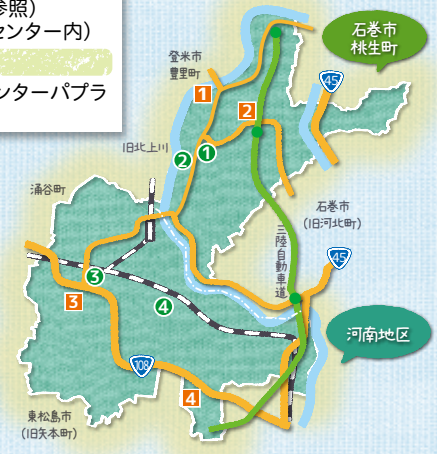 参照）
センター内）
ンターパプラ
石巻市
桃生町
登米市
豊里町
45
1
2
旧北上川
2
1
涌谷町
石巻市
（旧河北町）
三陸自動車道
45
3
3
4
河南地区
108
4
東松島市
（旧矢本町）